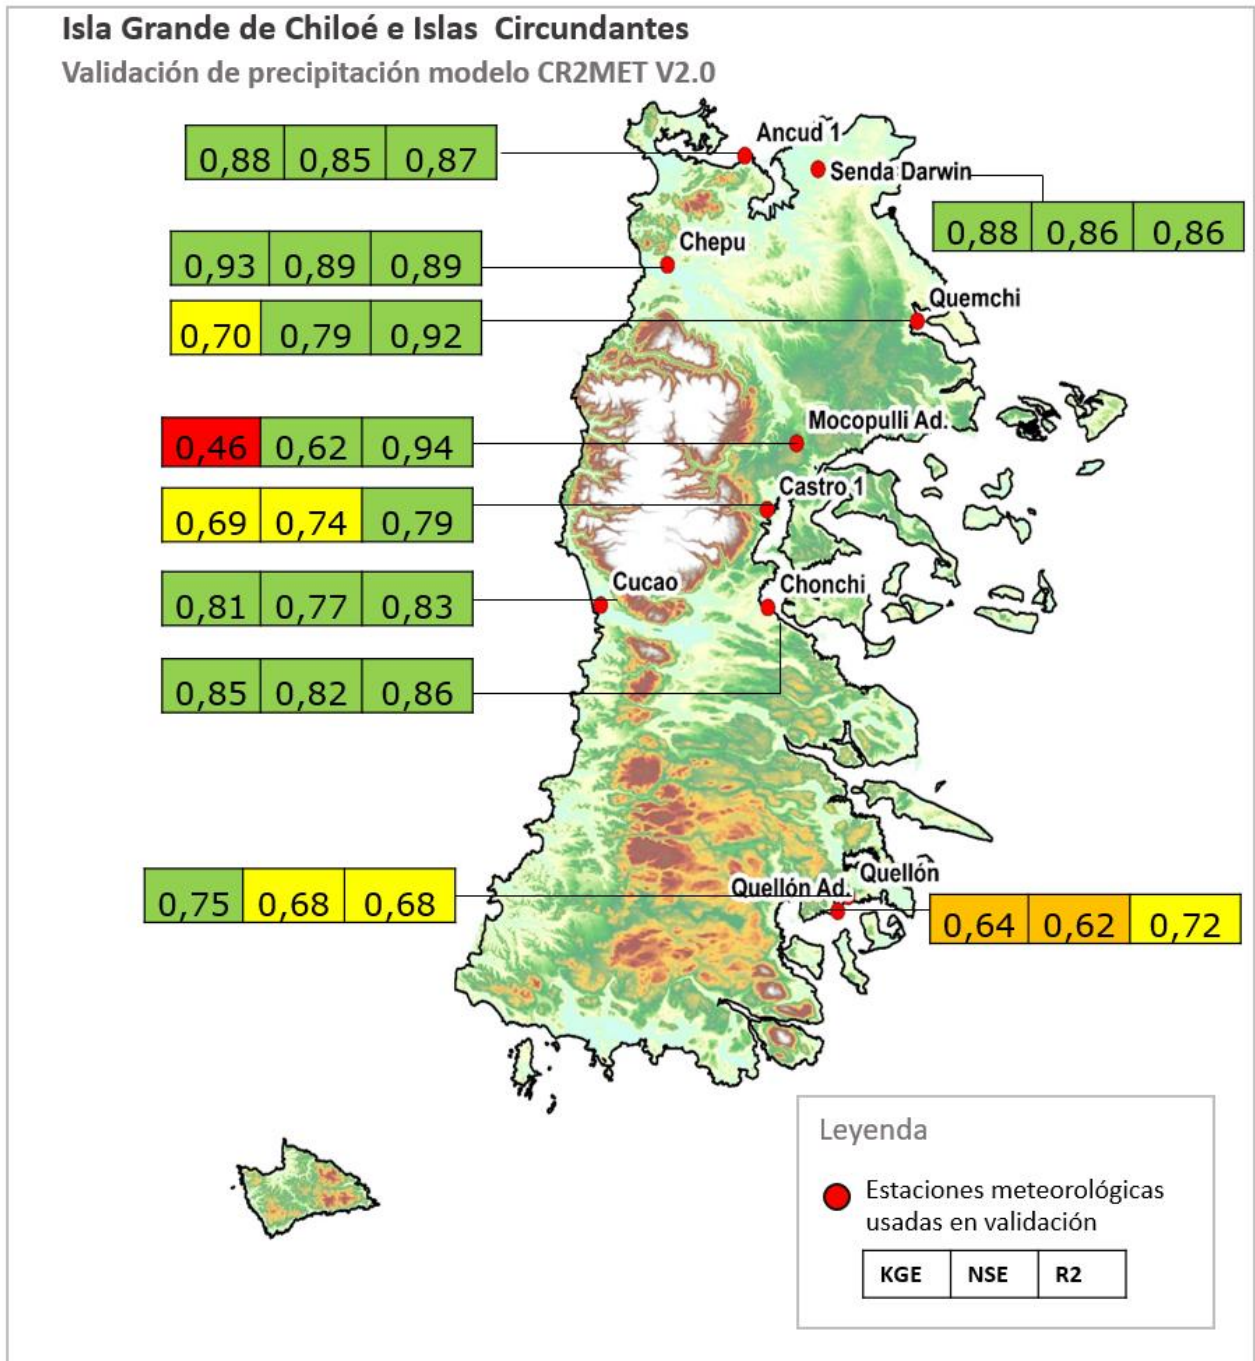 Isla Grande de Chiloé e Islas Circundantes
Validación de precipitación modelo CR2MET V2.0
Ancud 1
0,88 0,85 0,87
Senda Darwin
0,88 0,86 0,86
Chepu
0,93 0,89 0,89
Quemchi
0,70 0,79 0,92
Mocopulli Ad.
0,46 0,62 0,94
Castro 1
0,69 0,74 0,79
Cucao
Chonchi
0,81 0,77 0,83
0,85 0,82 0,86
Quellón
Quellón Ad.
0,75 0,68 0,68
0,64 0,62 0,72
Leyenda
Estaciones meteorológicas
usadas en validación
KGE NSE R2